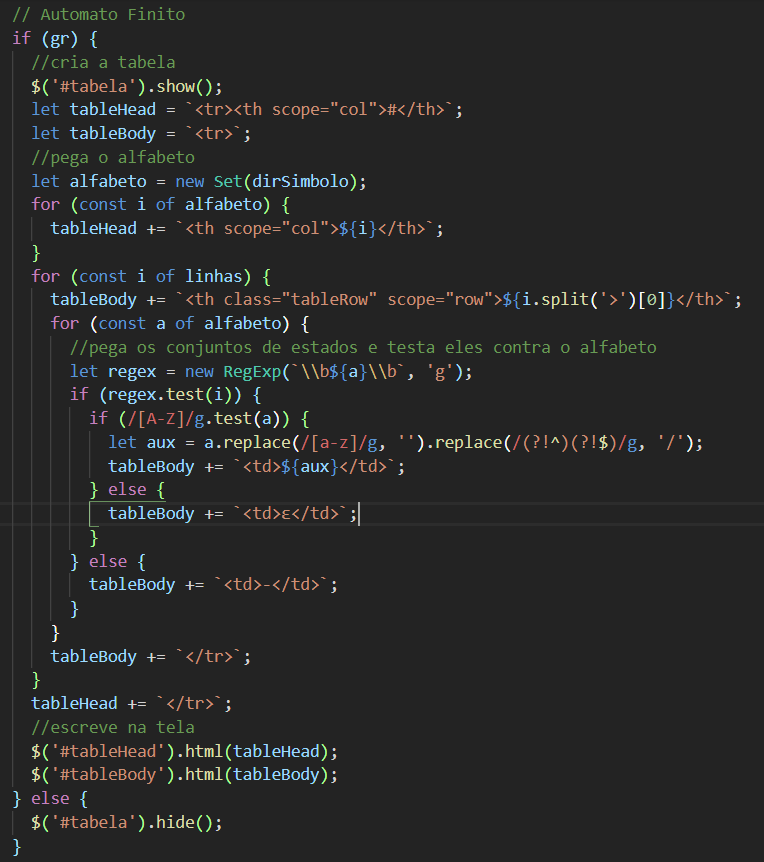 // Automato Finito
if (gr) {
  //cria a tabela
  $('#tabela').show();
  let tableHead = `<tr><th scope="col">#</th>`;
  let tableBody = `<tr>`;
  //pega o alfabeto
  let alfabeto = new Set(dirSimbolo);
  for (const i of alfabeto) {
    tableHead += `<th scope="col">${i}</th>`;
  }
  for (const i of linhas) {
    tableBody += `<th class="tableRow" scope="row">${i.split('>')[0]}</th>`;
    for (const a of alfabeto) {
      //pega os conjuntos de estados e testa eles contra o alfabeto
      let regex = new RegExp(`\\b${a}\\b`, 'g');
      if (regex.test(i)) {
        if (/[A-Z]/g.test(a)) {
          let aux = a.replace(/[a-z]/g, '').replace(/(?!^)(?!$)/g, '/');
          tableBody += `<td>${aux}</td>`;
        } else {
          tableBody += `<td>ε</td>`;
        }
      } else {
        tableBody += `<td>-</td>`;
      }
    }
    tableBody += `</tr>`;
  }
  tableHead += `</tr>`;
  //escreve na tela
  $('#tableHead').html(tableHead);
  $('#tableBody').html(tableBody);
} else {
  $('#tabela').hide();
}